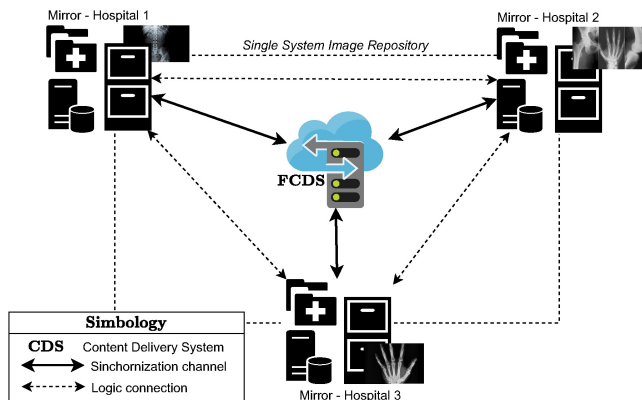 Mirror - Hospital 1
Mirror - Hospital 2
Single System Image Repository
FCDS
Simbology
CDS Content Delivery System
Sinchornization channel
Logic connection
Mirror - Hospital 3